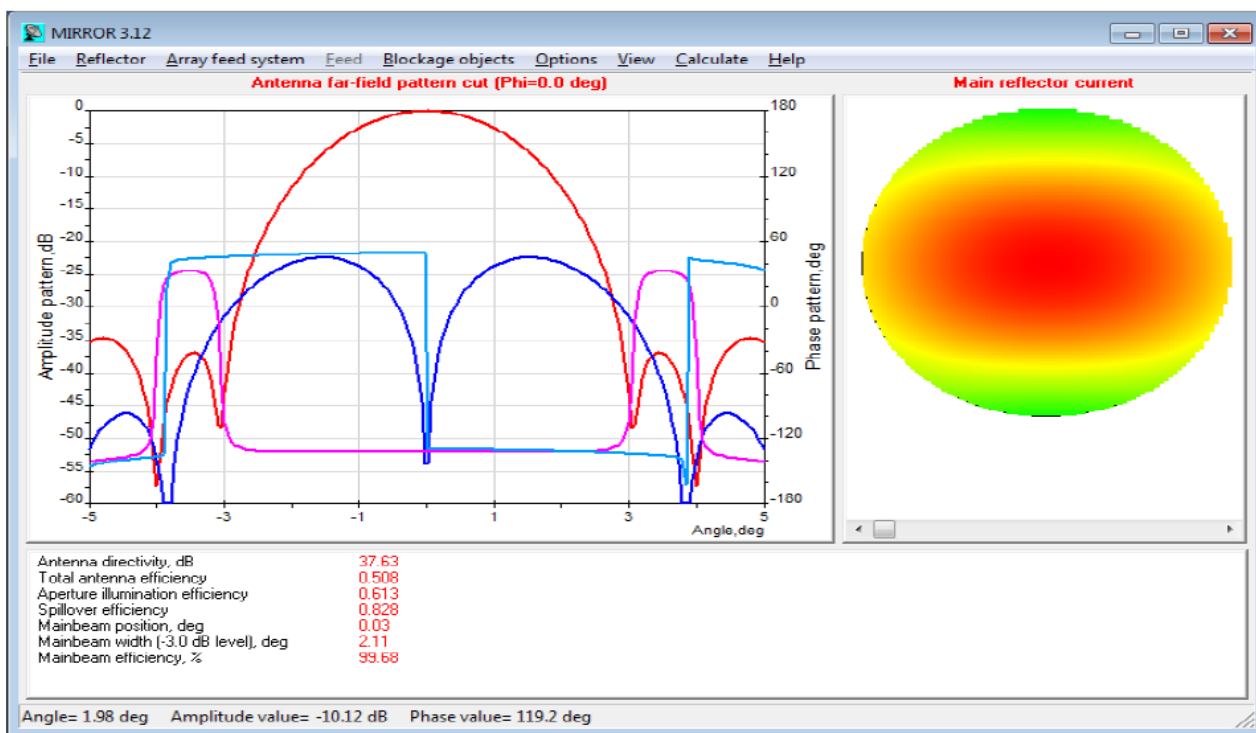 MIRROR 3.12
File Reflector Array feed system Feed Blockage objects Options View Calculate Help
Antenna far-field pattern cut (Phi=0.0 deg)
Main reflector current
Amplitude pattern,dB
0
-5
-10
-15
-20
-25
-30
-35
-40
-45
-50
-55
-60
180
120
60
0
-60
-120
-180
Phase pattern,deg
-5 -3 -1 1 3 5
Angle,deg
Antenna directivity, dB 37.63
Total antenna efficiency 0.508
Aperture illumination efficiency 0.613
Spillover efficiency 0.828
Mainbeam position, deg 0.03
Mainbeam width (-3.0 dB level), deg 2.11
Mainbeam efficiency, % 99.68
Angle= 1.98 deg Amplitude value= -10.12 dB Phase value= 119.2 deg